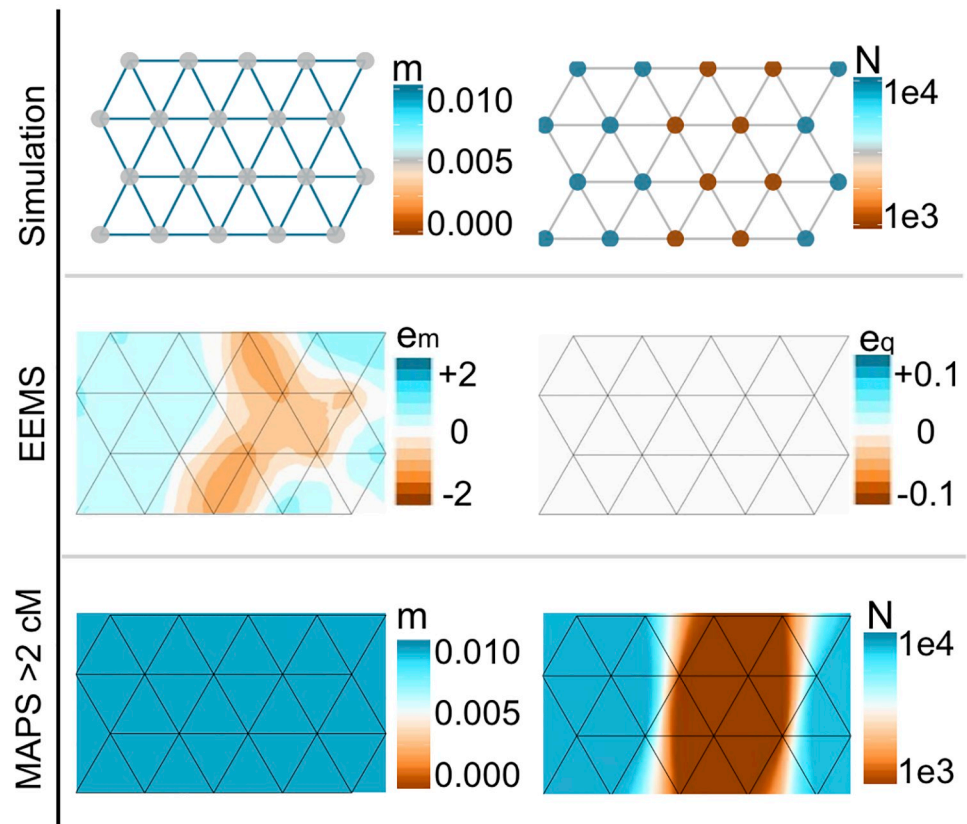 Simulation
m
0.010
0.005
0.000
N
1e4
1e3
EEMS
em
+2
0
-2
eq
+0.1
0
-0.1
MAPS >2 cM
m
0.010
0.005
0.000
N
1e4
1e3